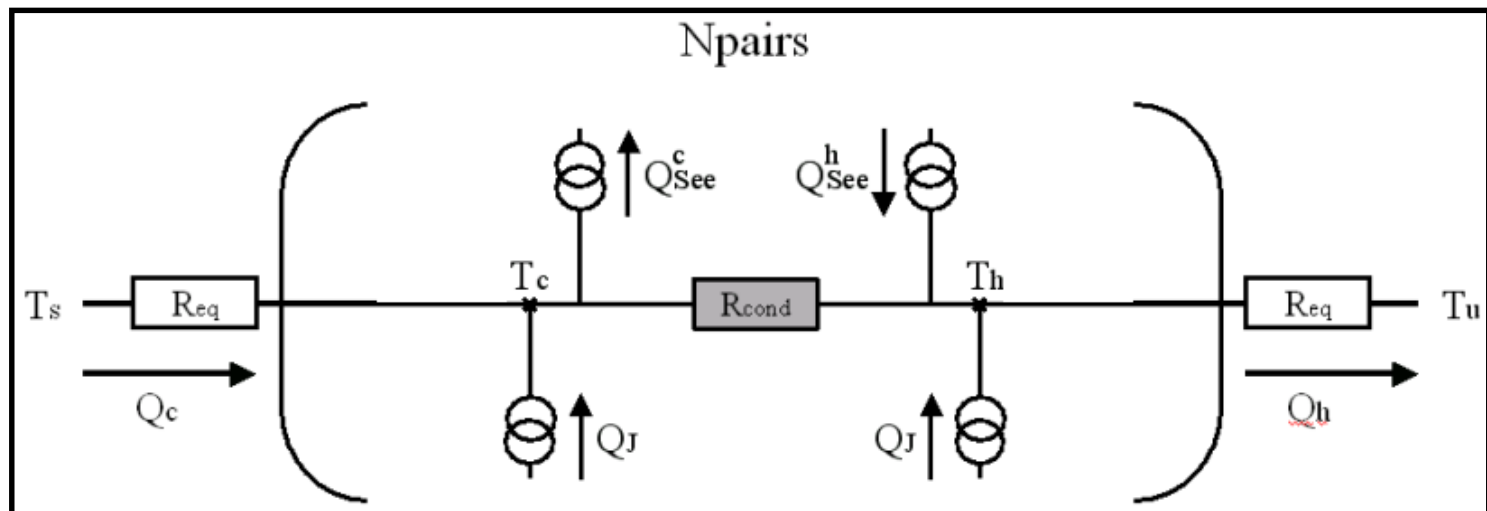 Npairs
Q^c_See Q^h_See
Tc Th
Ts Req Rcond Req Tu
Qc QJ QJ Qh